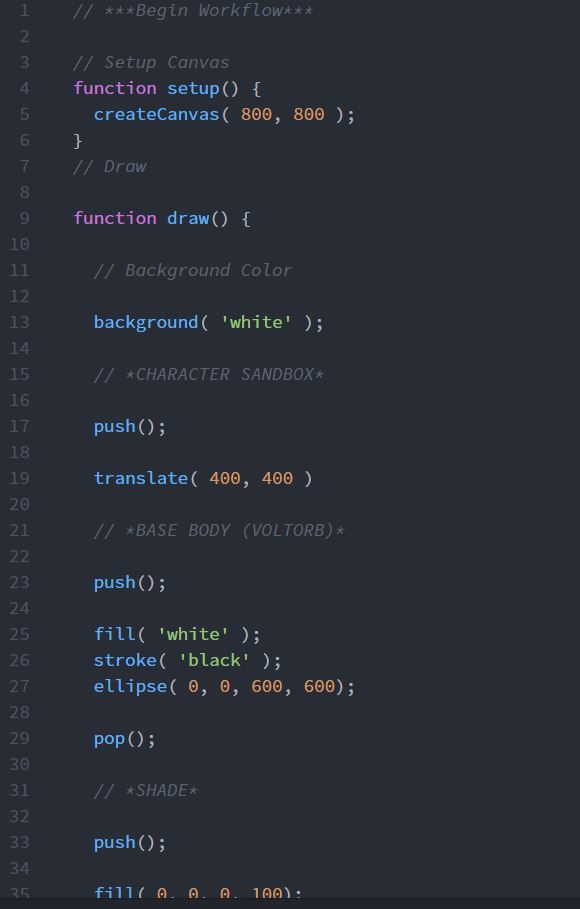 1 // ***Begin Workflow***
2
3 // Setup Canvas
4 function setup() {
5 createCanvas( 800, 800 );
6 }
7 // Draw
8
9 function draw() {
10
11 // Background Color
12
13 background( 'white' );
14
15 // *CHARACTER SANDBOX*
16
17 push();
18
19 translate( 400, 400 )
20
21 // *BASE BODY (VOLTORB)*
22
23 push();
24
25 fill( 'white' );
26 stroke( 'black' );
27 ellipse( 0, 0, 600, 600);
28
29 pop();
30
31 // *SHADE*
32
33 push();
34
35 fill( 0, 0, 0, 100);